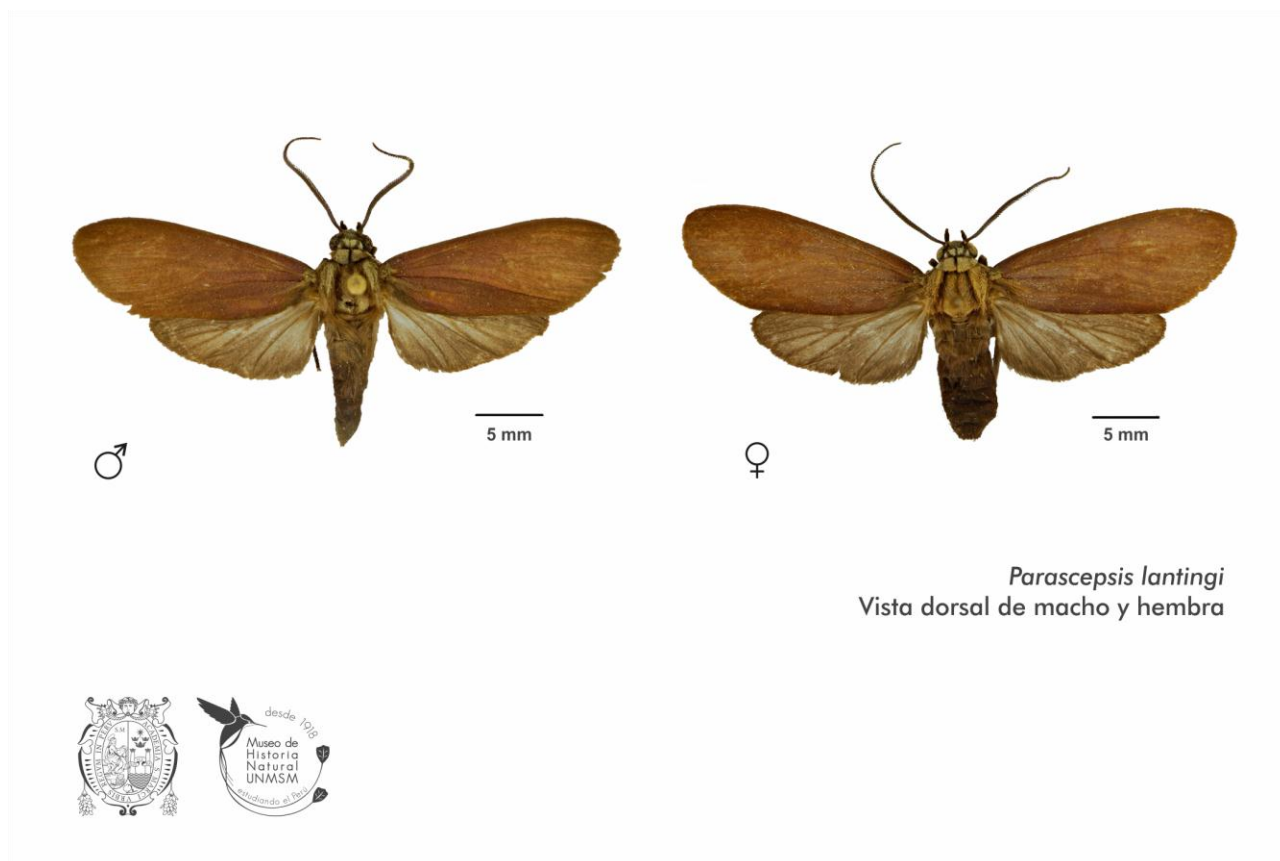 5 mm
5 mm
♂
♀
Parascepsis lantingi
Vista dorsal de macho y hembra
desde 1918
Museo de
Historia
Natural
UNMSM
estudiando el Perú